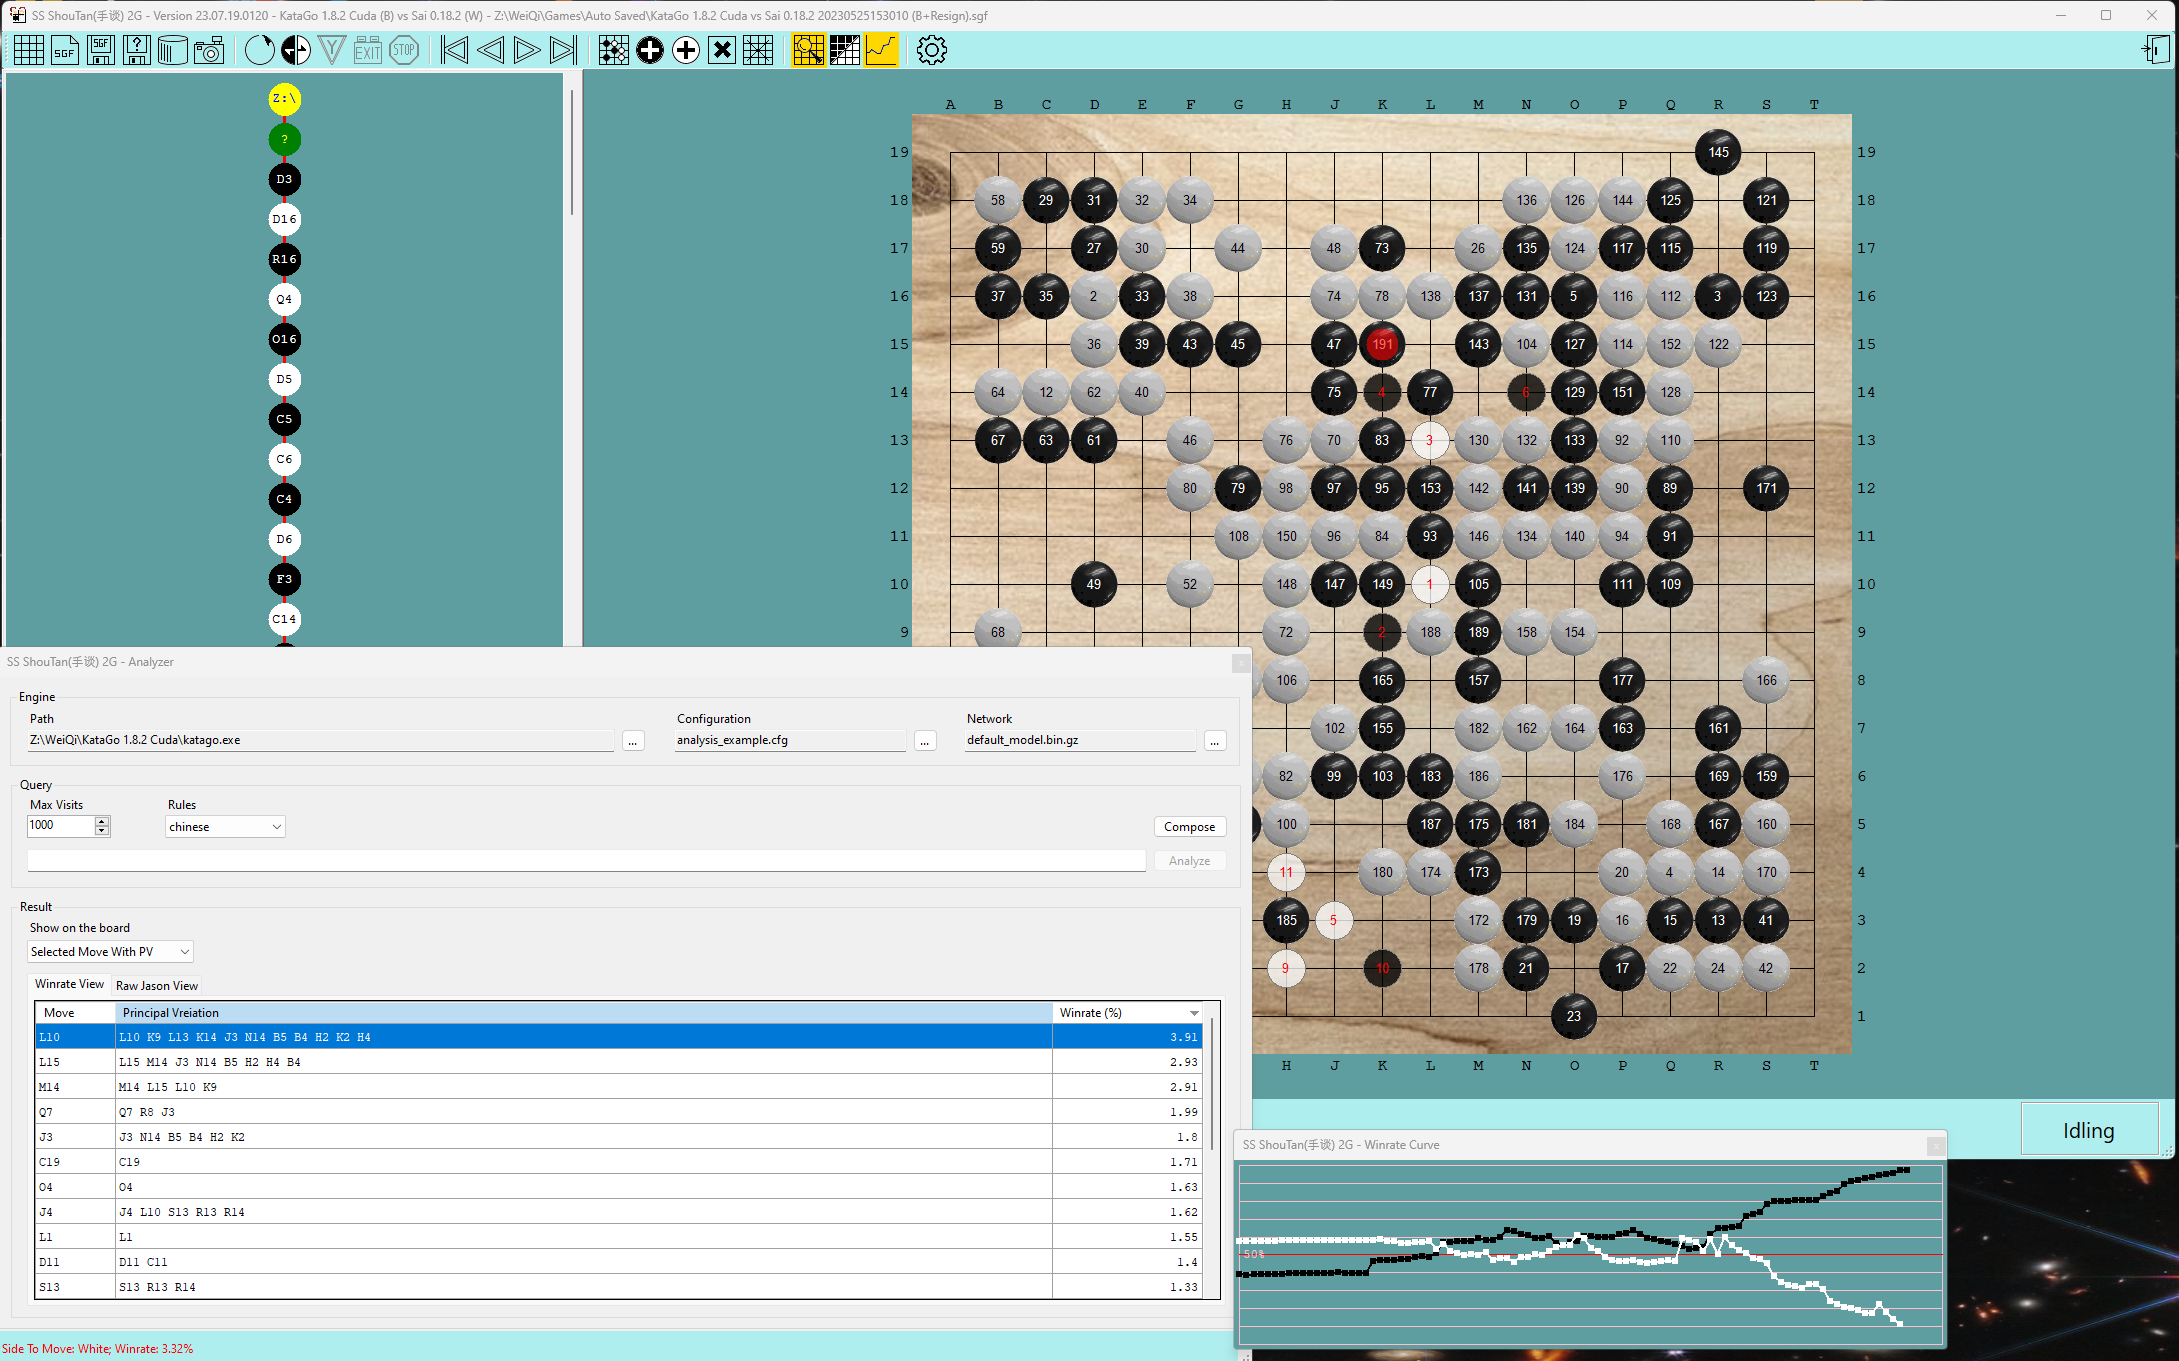 SS ShouTan(手谈) 2G - Version 23.07.19.0120 - KataGo 1.8.2 Cuda (B) vs Sai 0.18.2 (W) - Z:\WeiQi\Games\Auto Saved\KataGo 1.8.2 Cuda vs Sai 0.18.2 20230525153010 (B+Resign).sgf
SGF SGF ? EXIT STOP
Z:\
?
D3
D16
R16
Q4
O16
D5
C5
C6
C4
D6
F3
C14
A B C D E F G H J K L M N O P Q R S T
19 145 19
18 58 29 31 32 34 136 126 144 125 121 18
17 59 27 30 44 48 73 26 135 124 117 115 119 17
16 37 35 2 33 38 74 78 138 137 131 5 116 112 3 123 16
15 36 39 43 45 47 191 143 104 127 114 152 122 15
14 64 12 62 40 75 4 77 6 129 151 128 14
13 67 63 61 46 76 70 83 3 130 132 133 92 110 13
12 80 79 98 97 95 153 142 141 139 90 89 171 12
11 108 150 96 84 93 146 134 140 94 91 11
10 49 52 148 147 149 1 105 111 109 10
9 68 72 2 188 189 158 154 9
106 165 157 177 166 8
102 155 182 162 164 163 161 7
82 99 103 183 186 176 169 159 6
100 187 175 181 184 168 167 160 5
11 180 174 173 20 4 14 170 4
185 5 172 179 19 16 15 13 41 3
9 10 178 21 17 22 24 42 2
23 1
H J K L M N O P Q R S T
SS ShouTan(手谈) 2G - Analyzer
Engine
Path Configuration Network
Z:\WeiQi\KataGo 1.8.2 Cuda\katago.exe ... analysis_example.cfg ... default_model.bin.gz ...
Query
Max Visits Rules
1000 chinese Compose
Analyze
Result
Show on the board
Selected Move With PV
Winrate View Raw Jason View
Move Principal Vreiation Winrate (%)
L10 L10 K9 L13 K14 J3 N14 B5 B4 H2 K2 H4 3.91
L15 L15 M14 J3 N14 B5 H2 H4 B4 2.93
M14 M14 L15 L10 K9 2.91
Q7 Q7 R8 J3 1.99
J3 J3 N14 B5 B4 H2 K2 1.8
C19 C19 1.71
O4 O4 1.63
J4 J4 L10 S13 R13 R14 1.62
L1 L1 1.55
D11 D11 C11 1.4
S13 S13 R13 R14 1.33
Side To Move: White; Winrate: 3.32%
Idling
SS ShouTan(手谈) 2G - Winrate Curve
50%